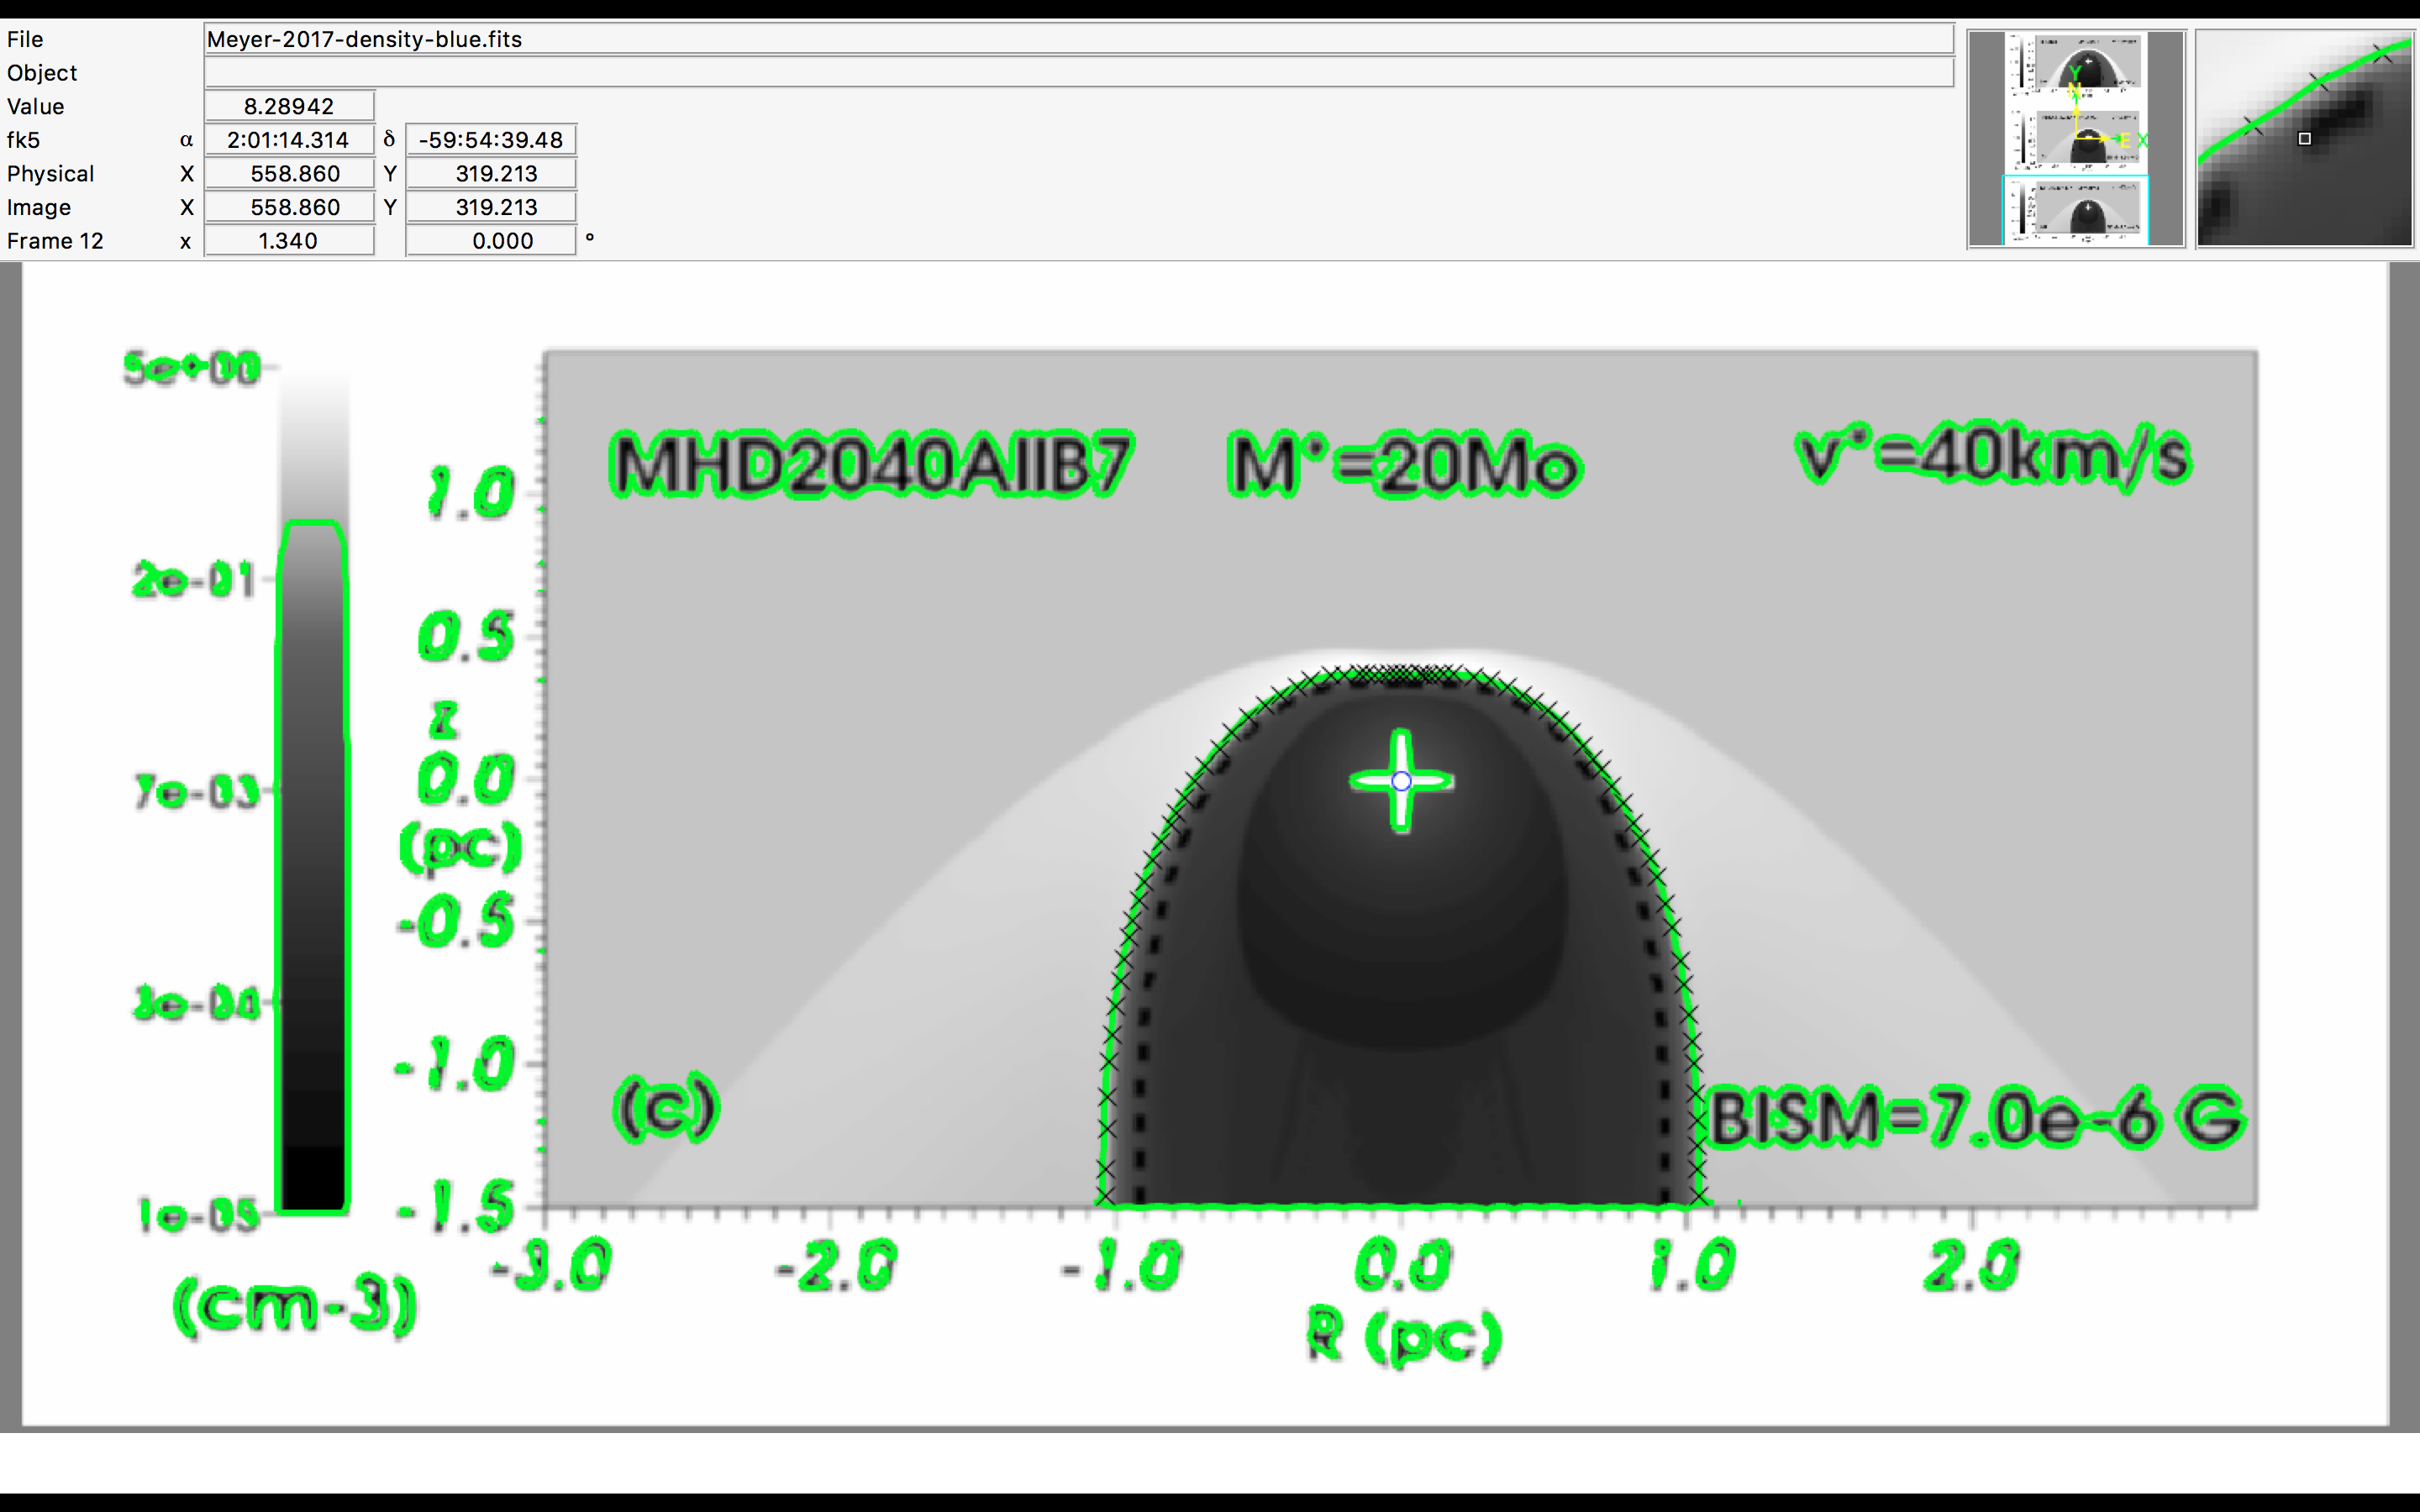 File Meyer-2017-density-blue.fits
Object
Value 8.28942
fk5 α 2:01:14.314 δ -59:54:39.48
Physical X 558.860 Y 319.213
Image X 558.860 Y 319.213
Frame 12 x 1.340 0.000 °
Y
N
E X
5e+00
MHD2040AllB7 M*=20Mo v*=40km/s
1.0
2e-01
0.5
Z
7e-03
0.0
(pc)
-0.5
3e-04
-1.0
(c)
BISM=7.0e-6 G
1e-05
-1.5
-3.0 -2.0 -1.0 0.0 1.0 2.0
(cm-3)
R (pc)